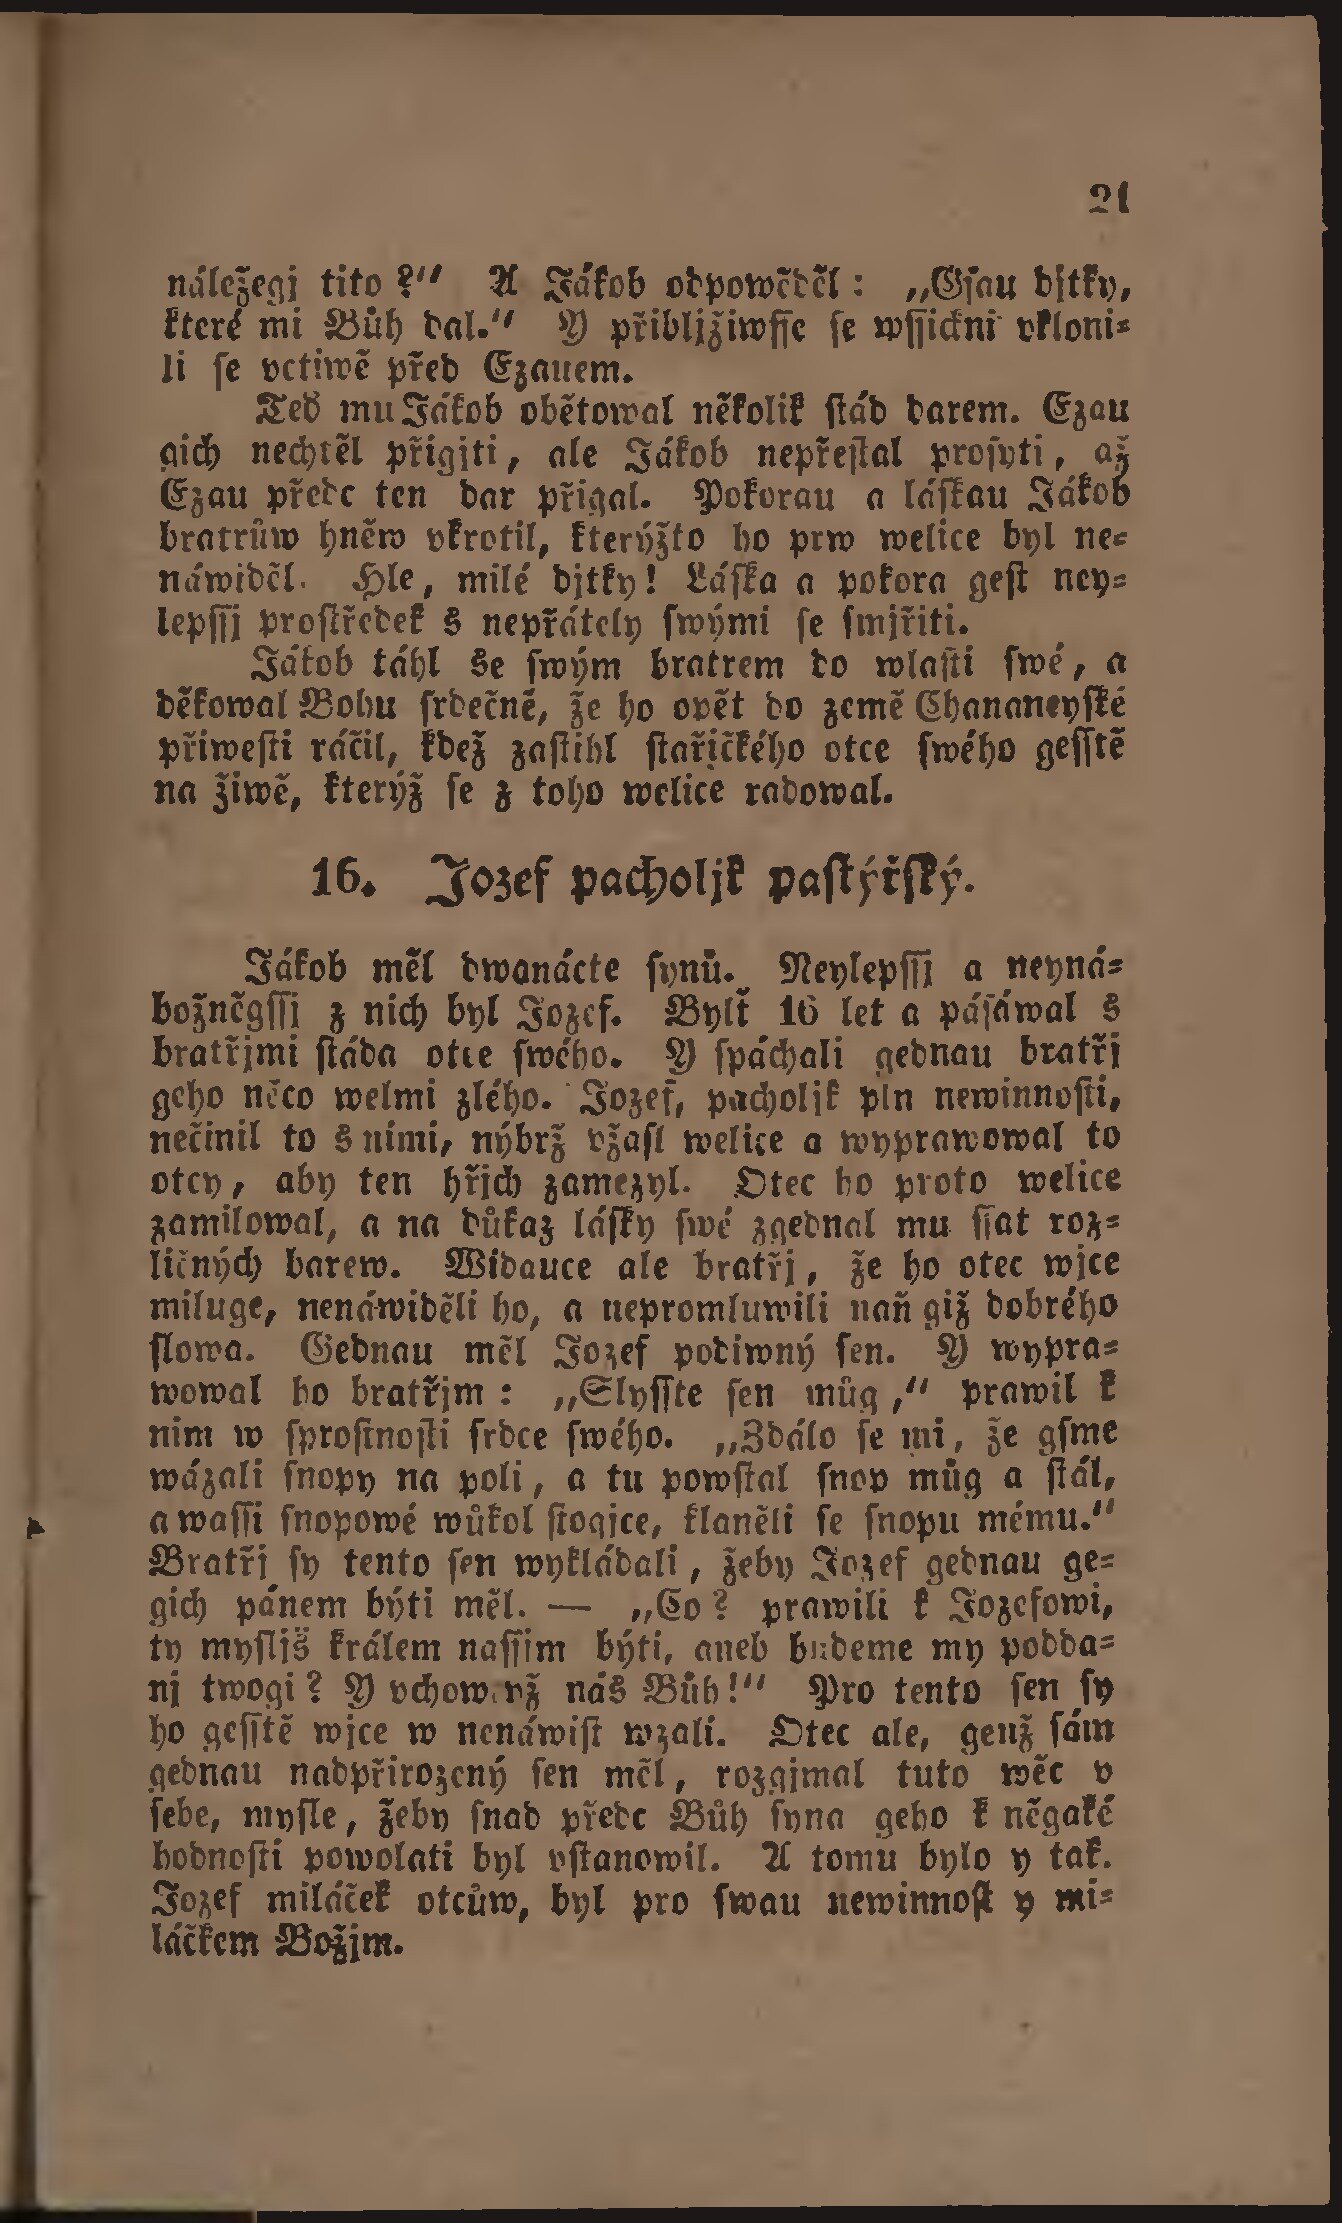 21
náležegj tito?“ A Jákob odpowěděl: „Gſau djtky,
které mi Bůh dal.“ Y přibljžiwſſe ſe wſſickni vkloni-
li ſe vctiwě před Ezauem.
Teď mu Jákob obětowal několik ſtád darem. Ezau
gich nechtěl přigjti, ale Jákob nepřeſtal proſyti, až
Ezau předc ten dar přigal. Pokorau a láſkau Jákob
bratrůw hněw vkrotil, kterýžto ho prw welice byl ne-
náwiděl. Hle, milé djtky! Láſka a pokora geſt ney-
lepſſj proſtředek s nepřátely ſwými ſe ſmjřiti.
Jákob táhl se ſwým bratrem do wlaſti ſwé, a
děkowal Bohu ſrdečně, že ho opět do země Chananeyſké
přiweſti ráčil, kdež zaſtihl ſtařičkého otce ſwého geſſtě
na žiwě, kterýž ſe z toho welice radowal.
16. Jozef pacholjk paſtýřſký.
Jákob měl dwanácte ſynů. Neylepſſj a neyná-
božněgſſj z nich byl Jozef. Bylť 16 let a páſáwal s
bratřjmi ſtáda otce ſwého. Y ſpáchali gednau bratřj
geho něco welmi zlého. Jozef, pacholjk pln newinnoſti,
nečinil to s nimi, nýbrž vžaſl welice a wyprawowal to
otcy, aby ten hřjch zamezyl. Otec ho proto welice
zamilowal, a na důkaz láſky ſwé zgednal mu ſſat roz-
ličných barew. Widauce ale bratřj, že ho otec wjce
miluge, nenáwiděli ho, a nepromluwili naň giž dobrého
ſlowa. Gednau měl Jozef podiwný ſen. Y wypra-
wowal ho bratřjm: „Slyſſte ſen můg,“ prawil k
nim w ſproſtnoſti ſrdce ſwého. „Zdálo ſe mi, že gſme
wázali ſnopy na poli, a tu powſtal ſnop můg a ſtál,
a waſſi ſnopowé wůkol ſtogjce, klaněli ſe ſnopu mému.“
Bratřj ſy tento ſen wykládali, žeby Jozef gednau ge-
gich pánem býti měl. — „Co? prawili k Jozefowi,
ty myſljš králem naſſim býti, aneb budeme my podda-
nj twogi? Y vchoweyž nás Bůh!“ Pro tento ſen ſy
ho geſſtě wjce w nenáwiſt wzali. Otec ale, genž ſám
gednau nadpřirozený ſen měl, rozgjmal tuto wěc v
ſebe, myſle, žeby ſnad předc Bůh ſyna geho k něgaké
hodnoſti powolati byl vſtanowil. A tomu bylo y tak.
Jozef miláček otcůw, byl pro ſwau newinnoſt y mi-
láčkem Božjm.